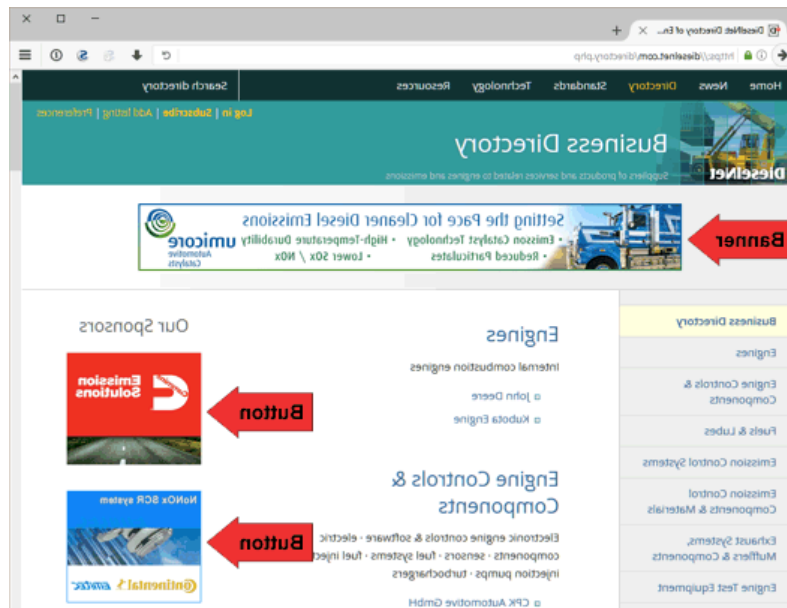 DieselNet: Directory of En...
https://dieselnet.com/directory.php
Home News Directory Standards Technology Resources Search directory
Log in | Subscribe | Add listing | Preferences
DieselNet
Business Directory
Suppliers of products and services related to engines and emissions
Banner
Setting the Pace for Cleaner Diesel Emissions
• Emisson Catalyst Technology • High-Temperature Durability
• Reduced Particulates • Lower SOx / NOx
umicore
Automotive
Catalysts
Business Directory
Engines
Engine Controls &
Components
Fuels & Lubes
Emission Control Systems
Emission Control
Components & Materials
Exhaust Systems,
Mufflers & Components
Engine Test Equipment
Engines
Internal combustion engines
John Deere
Kubota Engine
Engine Controls &
Components
Electronic engine controls & software · electric
components · sensors · fuel systems · fuel inject
injection pumps · turbochargers
CPK Automotive GmbH
Our Sponsors
Emission
Solutions
Button
NoNOx SCR system
Continental emitec
Button